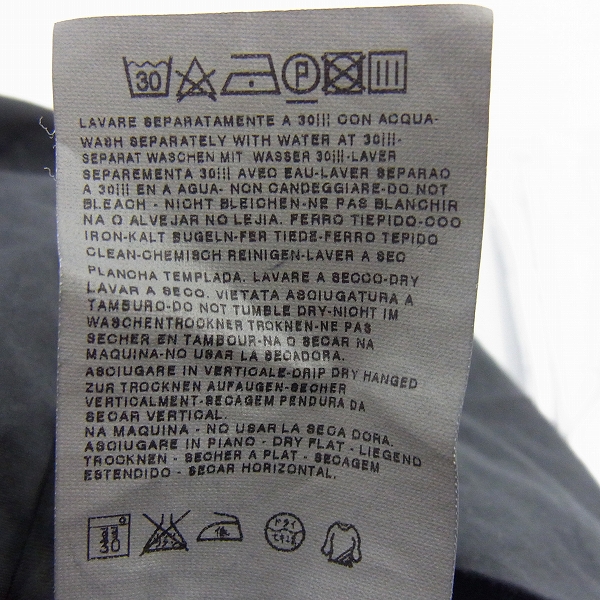 30 P
LAVARE SEPARATAMENTE A 30||| CON ACQUA-
WASH SEPARATELY WITH WATER AT 30|||-
SEPARAT WASCHEN MIT WASSER 30|||-LAVER
SEPAREMENTA 30||| AVEC EAU-LAVER SEPARAO
A 30||| EN A AGUA- NON CANDEGGIARE-DO NOT
BLEACH - NICHT BLEICHEN-NE PAS BLANCHIR
NA O ALVEJAR NO LEJIA. FERRO TIEPIDO-COO
IRON-KALT BUGELN-FER TIEDE-FERRO TEPIDO
CLEAN-CHEMISCH REINIGEN-LAVER A SEC
PLANCHA TEMPLADA. LAVARE A SECCO-DRY
LAVAR A SECO. VIETATA ASCIUGATURA A
TAMBURO-DO NOT TUMBLE DRY-NICHT IM
WASCHENTROCKNER TROKNEN-NE PAS
SECHER EN TAMBOUR-NA O SECAR NA
MAQUINA-NO USAR LA SECADORA.
ASCIUGARE IN VERTICALE-DRIP DRY HANGED
ZUR TROCKNEN AUFAUGEN-SECHER
VERTICALMENT-SECAGEM PENDURA DA
SECAR VERTICAL.
NA MAQUINA - NO USAR LA SECA DORA.
ASCIUGARE IN PIANO - DRY FLAT - LIEGEND
TROCKNEN - SECHER A PLAT - SECAGEM
ESTENDIDO - SECAR HORIZONTAL.
30 低 ドライ